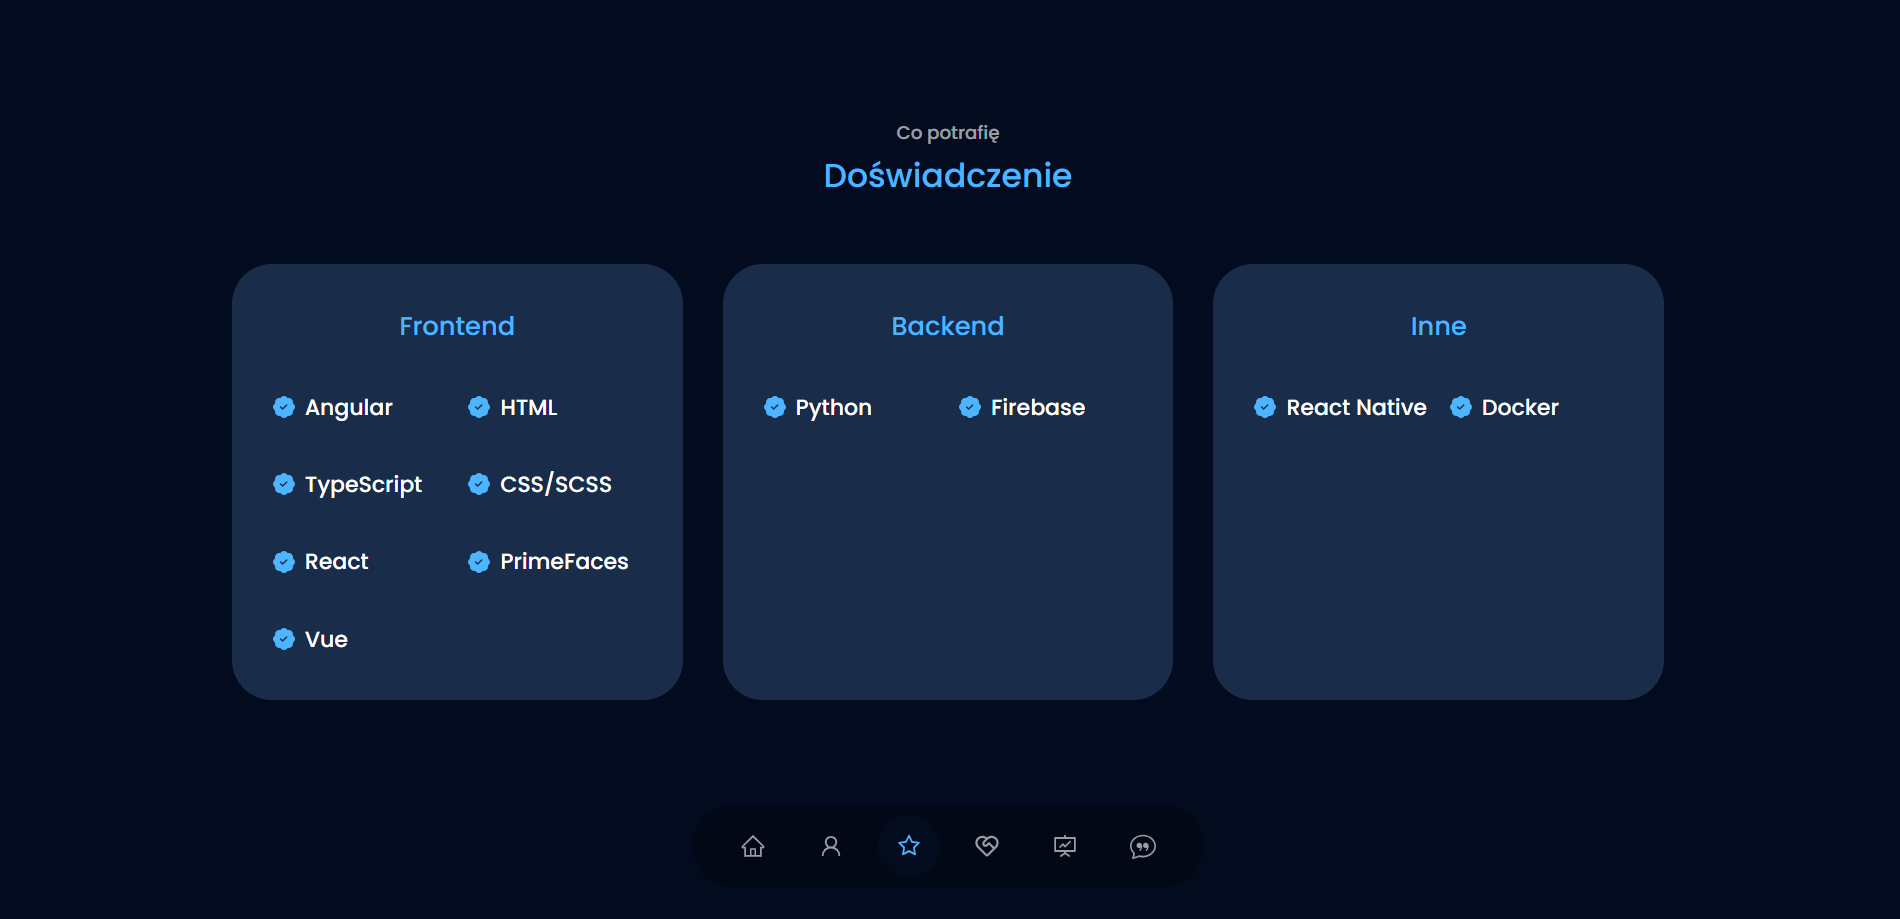 Co potrafię
Doświadczenie
Frontend
Angular
HTML
TypeScript
CSS/SCSS
React
PrimeFaces
Vue
Backend
Python
Firebase
Inne
React Native
Docker